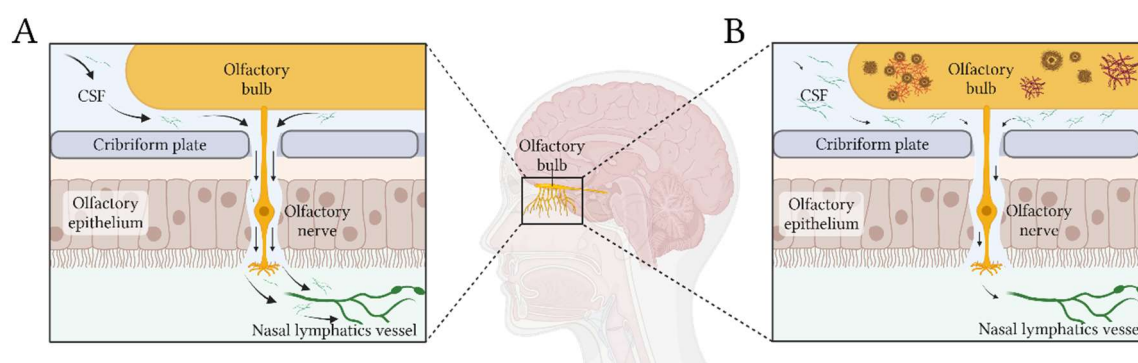 A
Olfactory
bulb
CSF
Cribriform plate
Olfactory
epithelium
Olfactory
nerve
Nasal lymphatics vessel
Olfactory
bulb
B
Olfactory
bulb
CSF
Cribriform plate
Olfactory
epithelium
Olfactory
nerve
Nasal lymphatics vesse